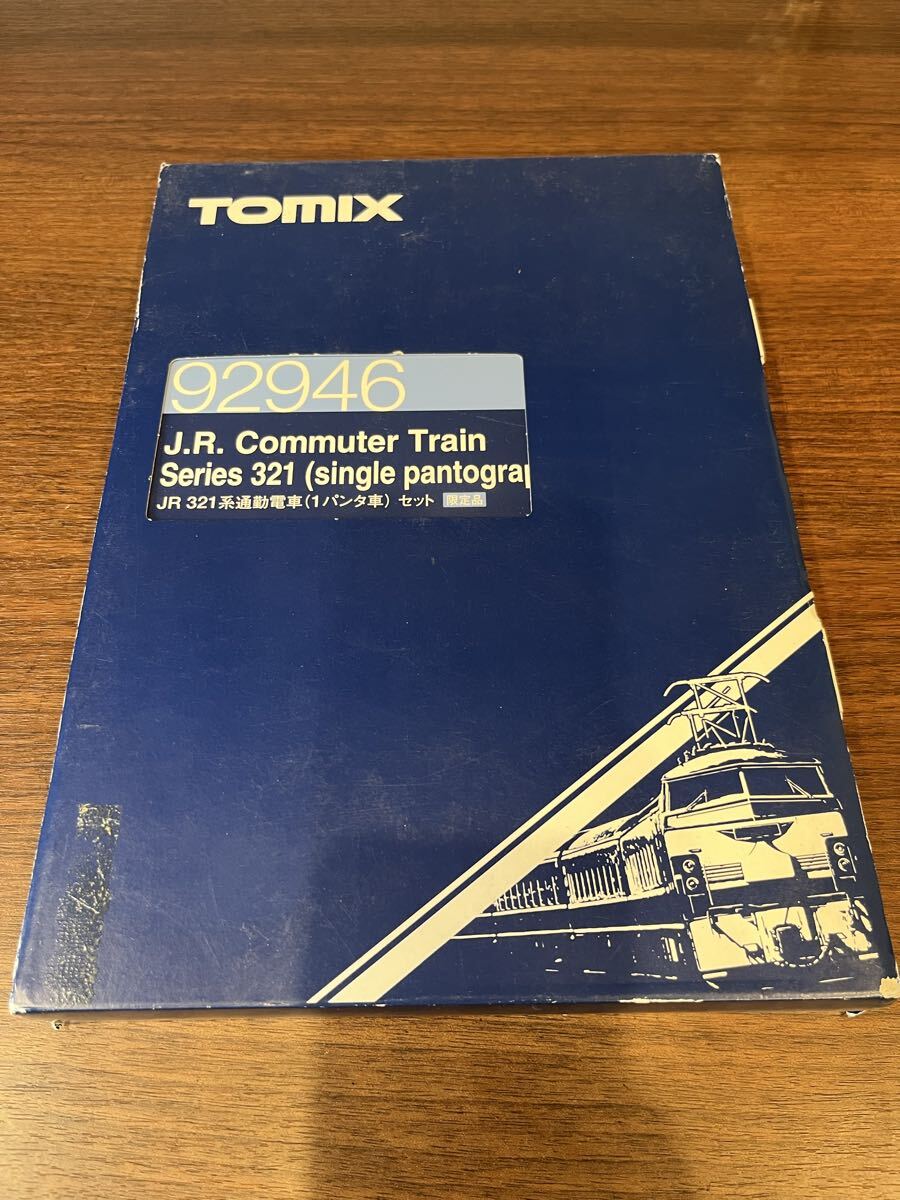 TOMIX
92946
J.R. Commuter Train
Series 321 (single pantogra
JR 321系通勤電車(1パンタ車) セット 限定品